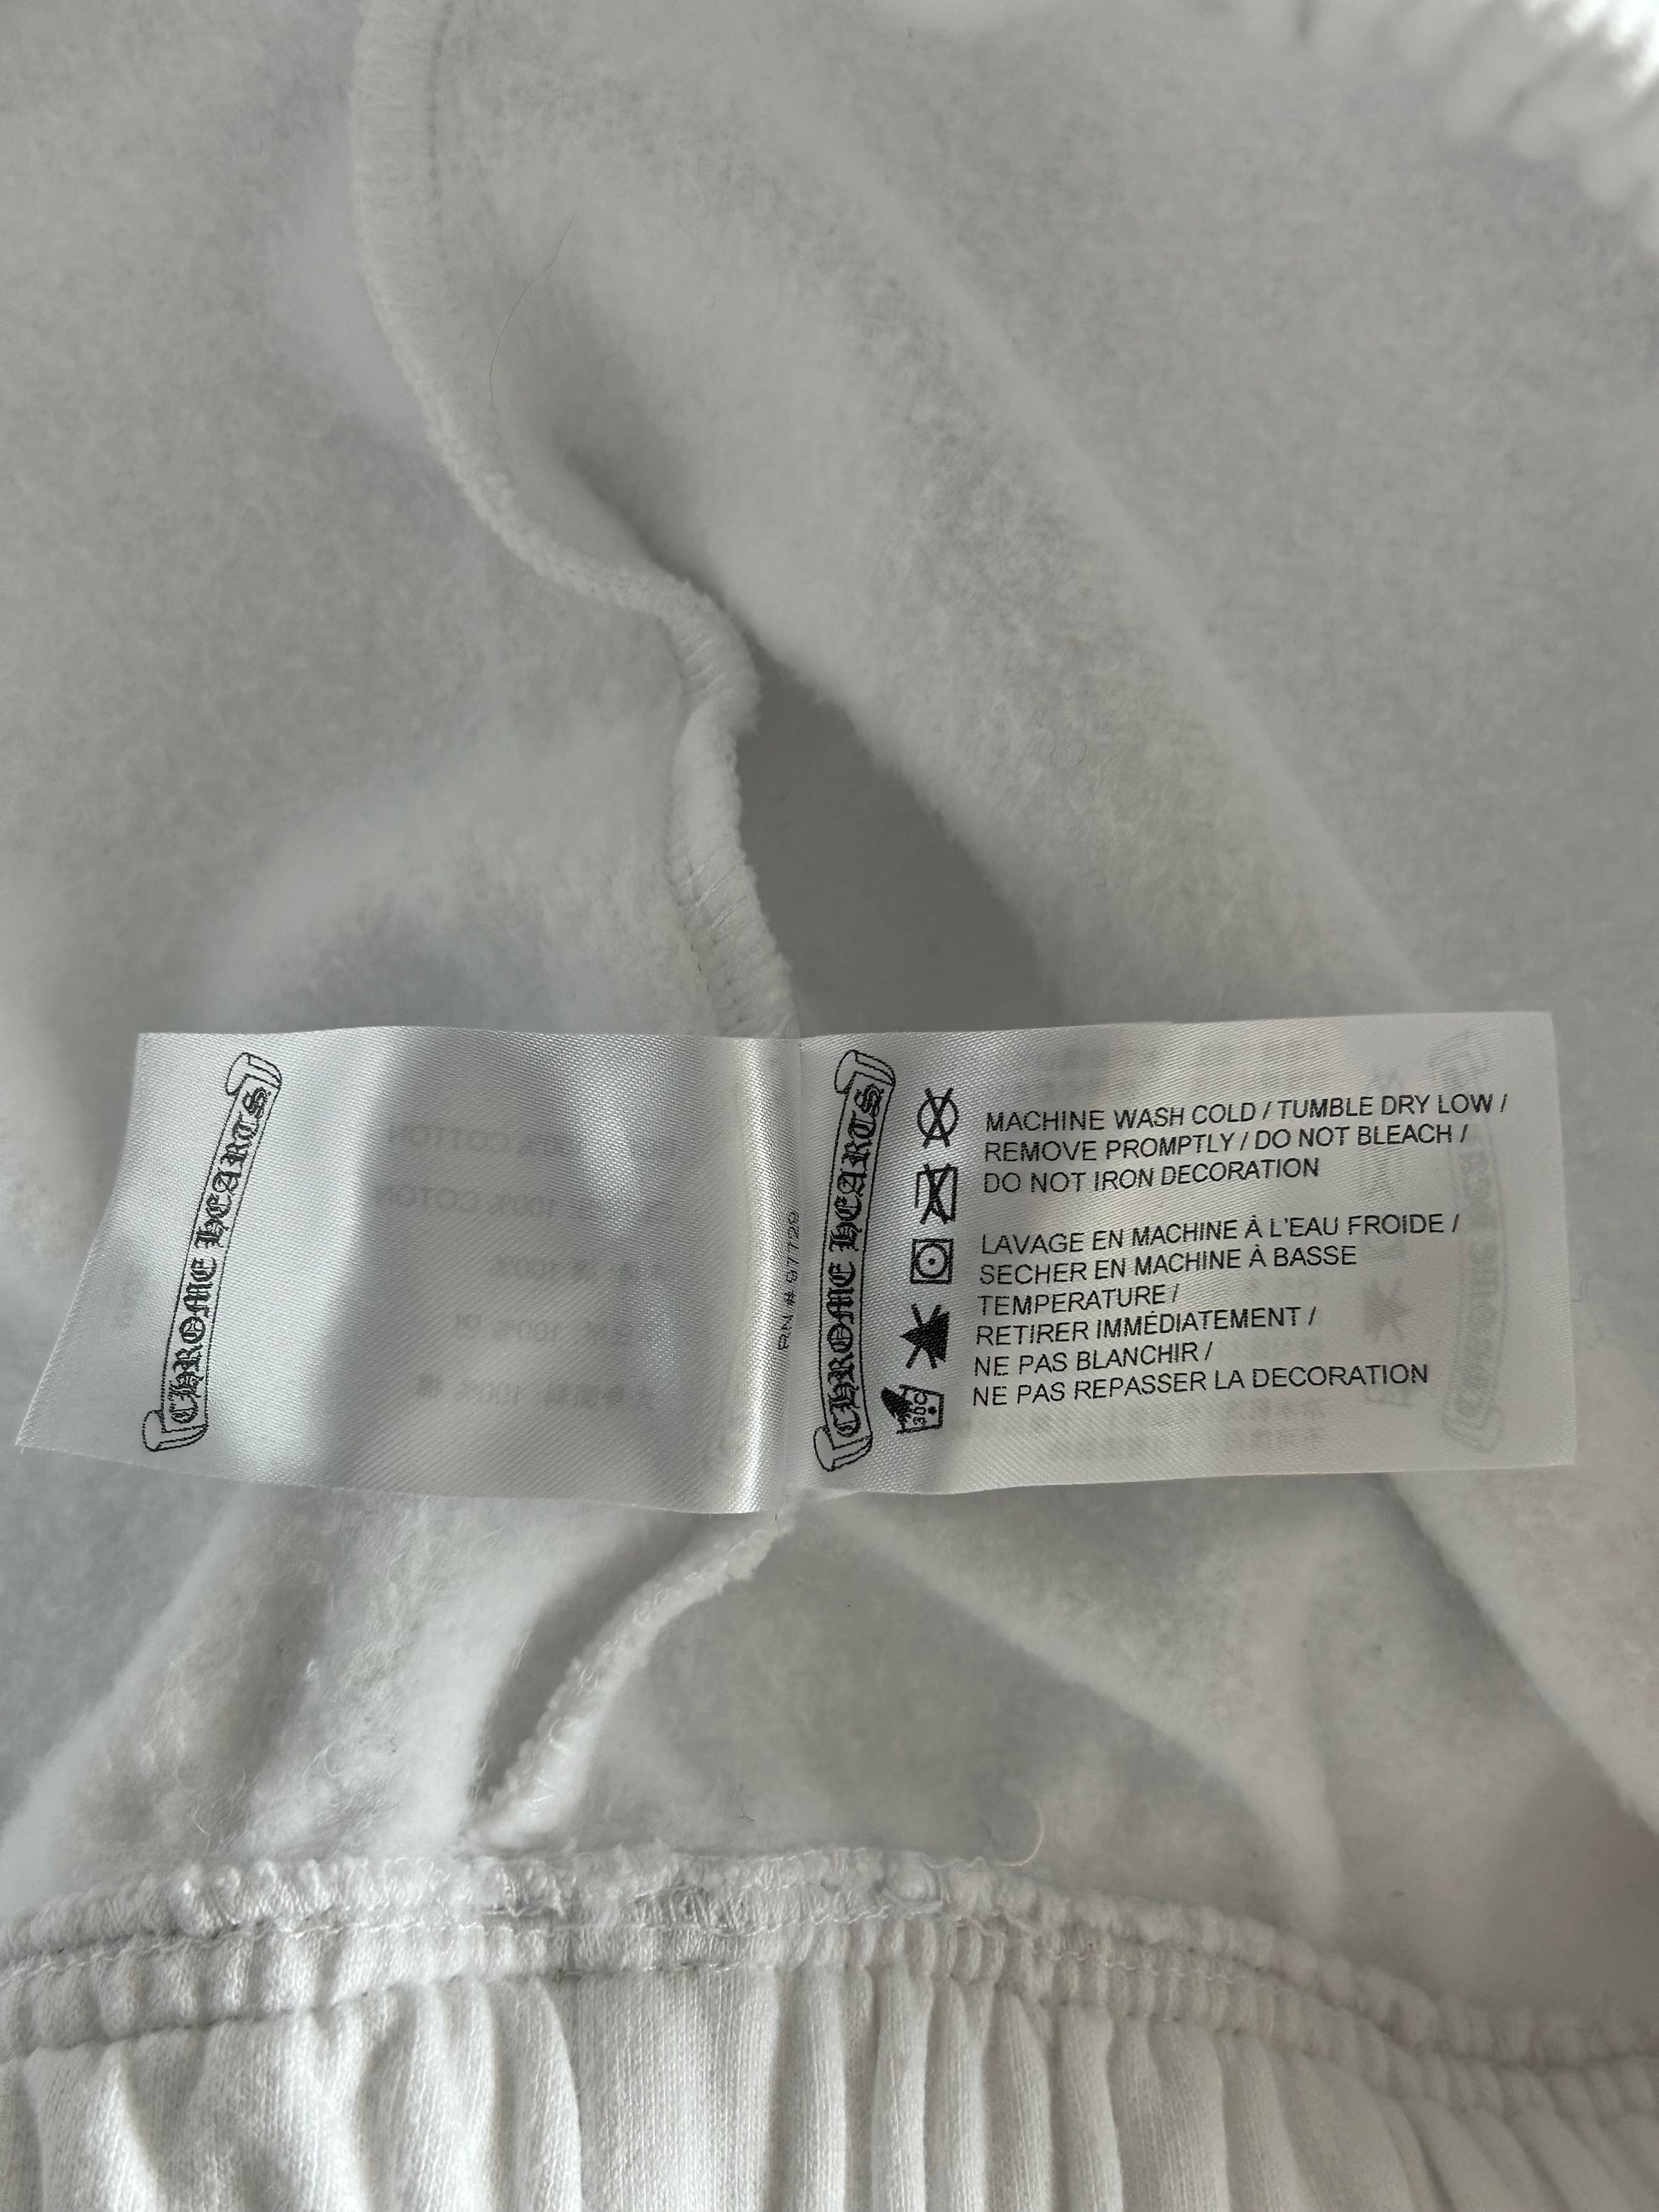 CHROME HEARTS
RN # 97729
CHROME HEARTS
MACHINE WASH COLD / TUMBLE DRY LOW /
REMOVE PROMPTLY / DO NOT BLEACH /
DO NOT IRON DECORATION
LAVAGE EN MACHINE À L'EAU FROIDE /
SECHER EN MACHINE À BASSE
TEMPERATURE /
RETIRER IMMÉDIATEMENT /
NE PAS BLANCHIR /
NE PAS REPASSER LA DECORATION
30C